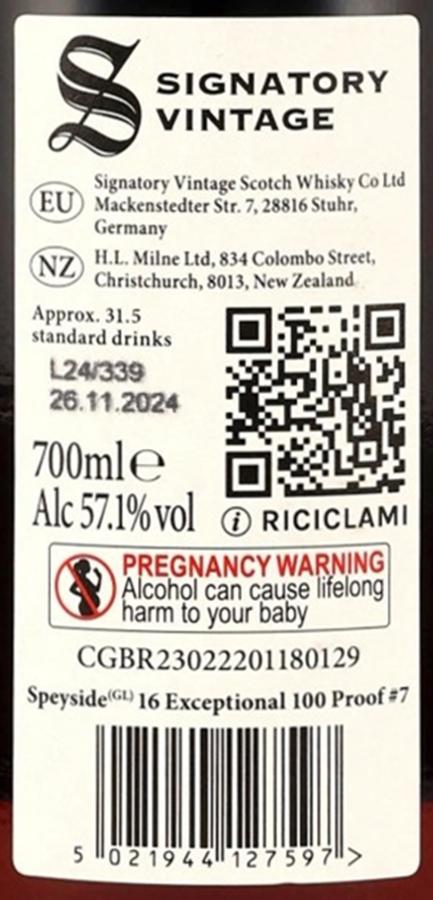 S SIGNATORY
VINTAGE
EU
Signatory Vintage Scotch Whisky Co Ltd
Mackenstedter Str. 7, 28816 Stuhr,
Germany
NZ
H.L. Milne Ltd, 834 Colombo Street,
Christchurch, 8013, New Zealand
Approx. 31.5
standard drinks
L24/339
26.11.2024
700ml℮
Alc 57.1% vol
i RICICLAMI
PREGNANCY WARNING
Alcohol can cause lifelong
harm to your baby
CGBR23022201180129
Speyside(GL) 16 Exceptional 100 Proof #7
5 021944 127597 >